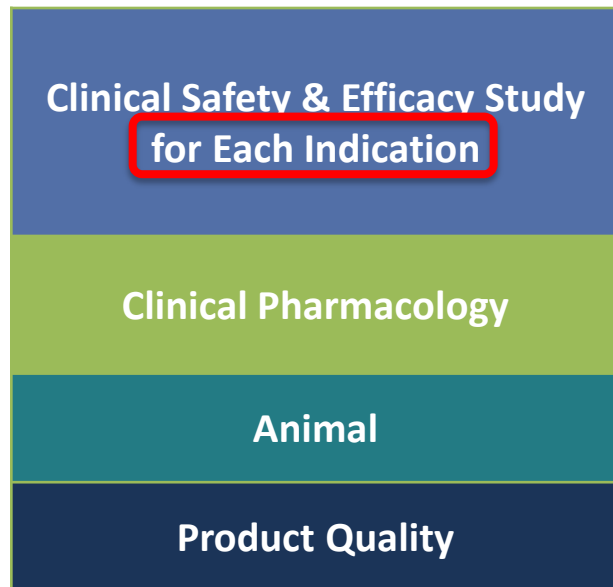 Clinical Safety & Efficacy Study
for Each Indication
Clinical Pharmacology
Animal
Product Quality